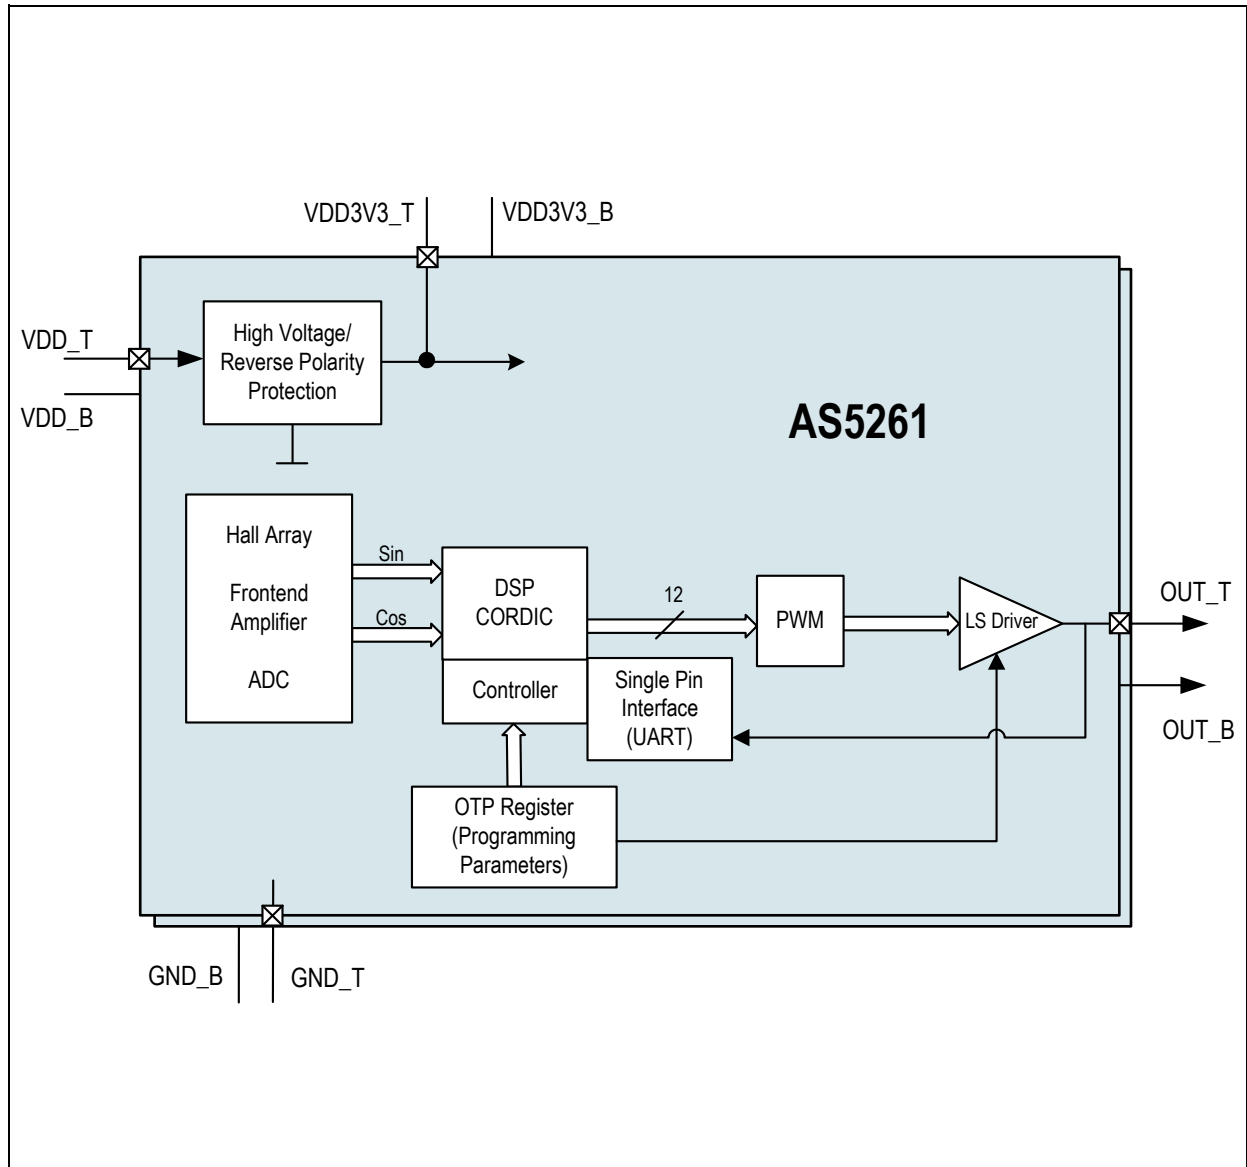 VDD3V3_T
VDD3V3_B
VDD_T
VDD_B
High Voltage/
Reverse Polarity
Protection
AS5261
Hall Array
Frontend
Amplifier
ADC
Sin
Cos
DSP
CORDIC
Controller
12
PWM
LS Driver
OUT_T
OUT_B
Single Pin
Interface
(UART)
OTP Register
(Programming
Parameters)
GND_B
GND_T